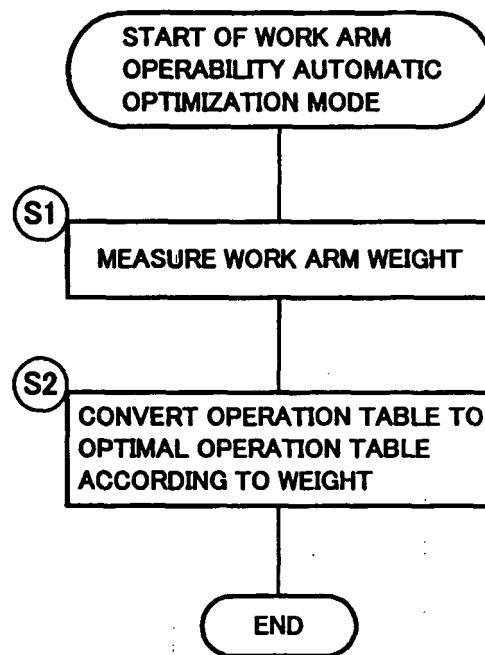 START OF WORK ARM
OPERABILITY AUTOMATIC
OPTIMIZATION MODE
S1
MEASURE WORK ARM WEIGHT
S2
CONVERT OPERATION TABLE TO
OPTIMAL OPERATION TABLE
ACCORDING TO WEIGHT
END